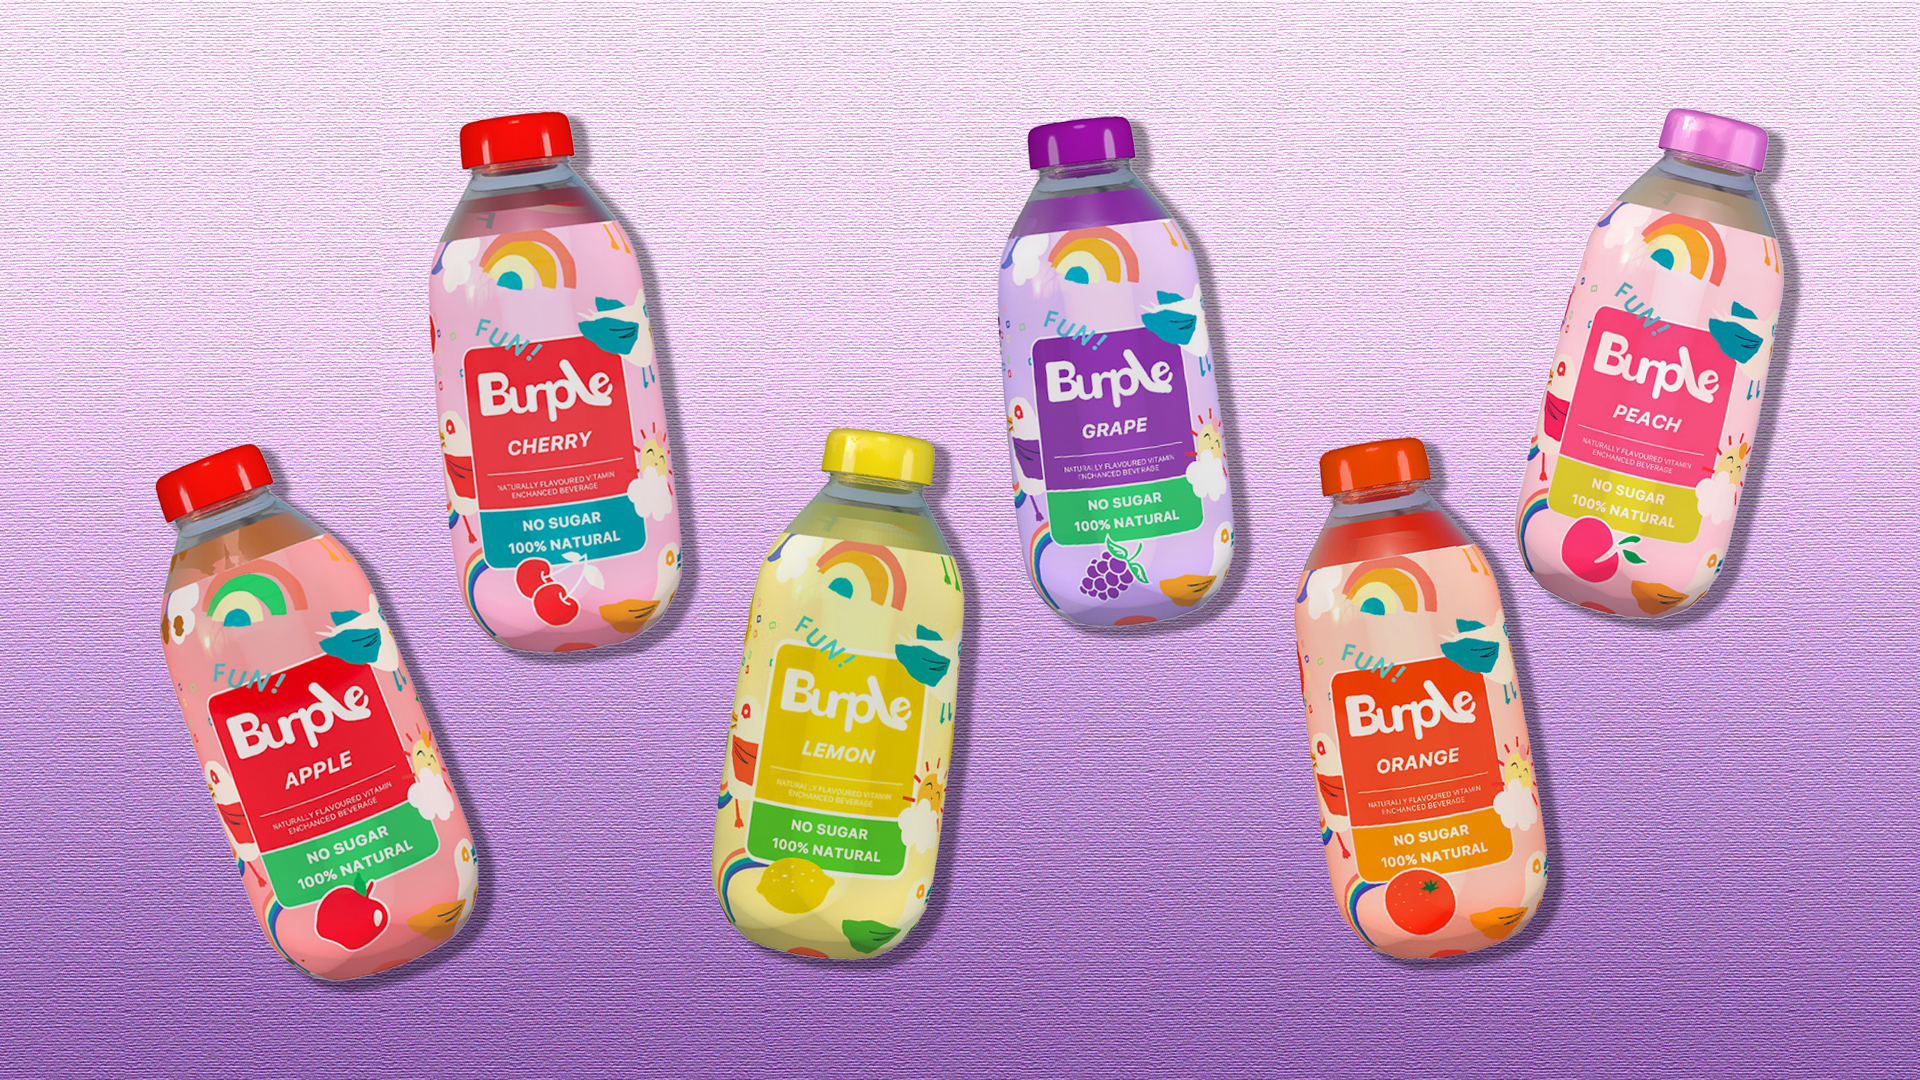 FUN!
Burple
CHERRY
NATURALLY FLAVOURED VITAMIN
ENCHANCED BEVERAGE
NO SUGAR
100% NATURAL
FUN!
Burple
GRAPE
NATURALLY FLAVOURED VITAMIN
ENCHANCED BEVERAGE
NO SUGAR
100% NATURAL
FUN!
Burple
PEACH
NATURALLY FLAVOURED VITAMIN
ENCHANCED BEVERAGE
NO SUGAR
100% NATURAL
FUN!
Burple
APPLE
NATURALLY FLAVOURED VITAMIN
ENCHANCED BEVERAGE
NO SUGAR
100% NATURAL
FUN!
Burple
LEMON
NATURALLY FLAVOURED VITAMIN
ENCHANCED BEVERAGE
NO SUGAR
100% NATURAL
FUN!
Burple
ORANGE
NATURALLY FLAVOURED VITAMIN
ENCHANCED BEVERAGE
NO SUGAR
100% NATURAL